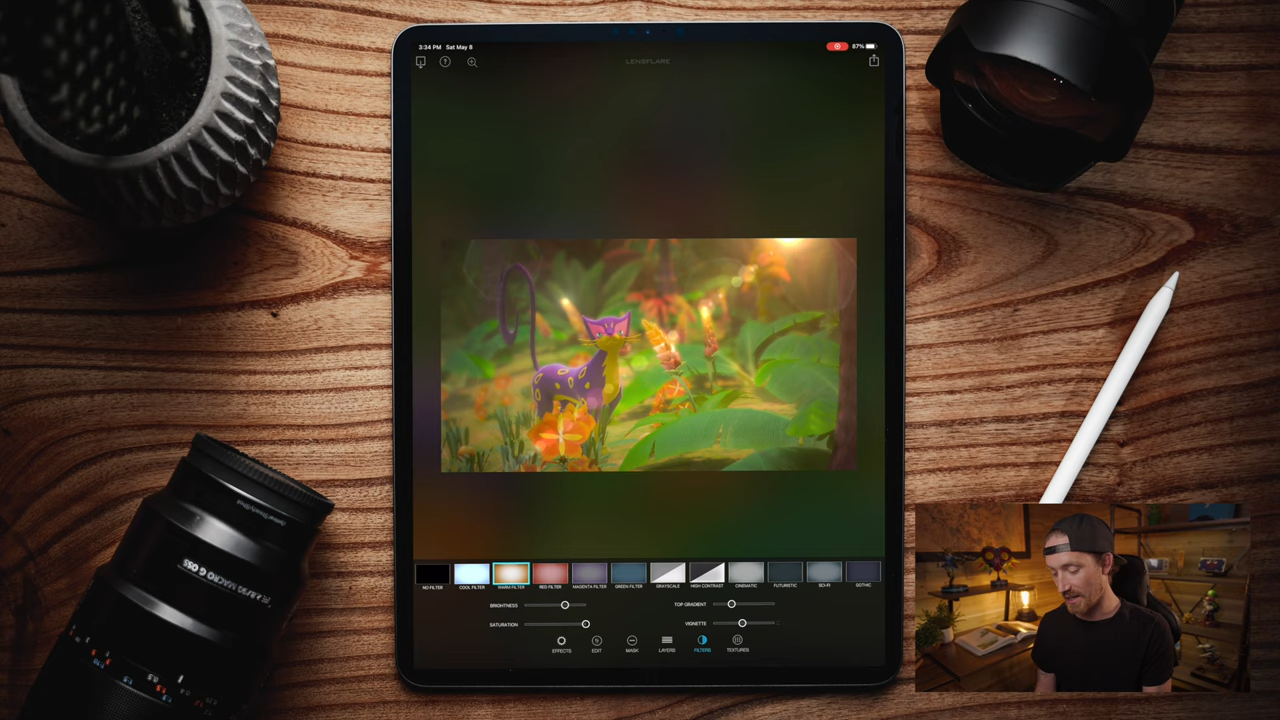 3:34 PM Sat May 8
87%
LENSFLARE
NO FILTER
COOL FILTER
WARM FILTER
RED FILTER
MAGENTA FILTER
GREEN FILTER
GRAYSCALE
HIGH CONTRAST
CINEMATIC
FUTURISTIC
SCI-FI
GOTHIC
BRIGHTNESS
TOP GRADIENT
SATURATION
VIGNETTE
EFFECTS
EDIT
MASK
LAYERS
FILTERS
TEXTURES
MACRO G OSS